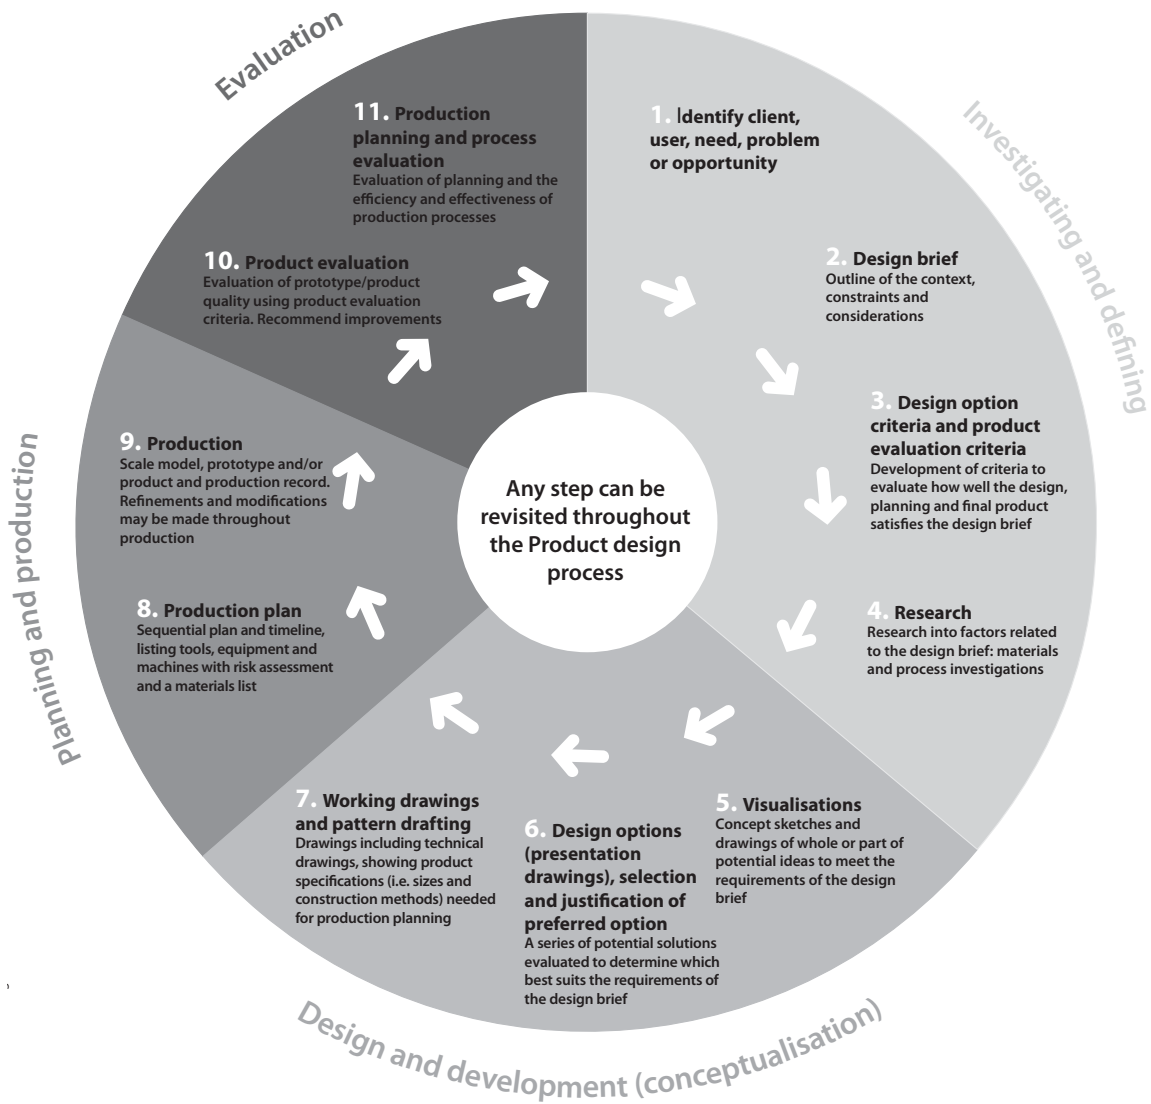 Evaluation
11. Production
planning and process
evaluation
Evaluation of planning and the
efficiency and effectiveness of
production processes
10. Product evaluation
Evaluation of prototype/product
quality using product evaluation
criteria. Recommend improvements
1. Identify client,
user, need, problem
or opportunity
Investigating and defining
2. Design brief
Outline of the context,
constraints and
considerations
3. Design option
criteria and product
evaluation criteria
Development of criteria to
evaluate how well the design,
planning and final product
satisfies the design brief
4. Research
Research into factors related
to the design brief: materials
and process investigations
Any step can be
revisited throughout
the Product design
process
5. Visualisations
Concept sketches and
drawings of whole or part of
potential ideas to meet the
requirements of the design
brief
6. Design options
(presentation
drawings), selection
and justification of
preferred option
A series of potential solutions
evaluated to determine which
best suits the requirements of
the design brief
7. Working drawings
and pattern drafting
Drawings including technical
drawings, showing product
specifications (i.e. sizes and
construction methods) needed
for production planning
Design and development (conceptualisation)
8. Production plan
Sequential plan and timeline,
listing tools, equipment and
machines with risk assessment
and a materials list
9. Production
Scale model, prototype and/or
product and production record.
Refinements and modifications
may be made throughout
production
Planning and production